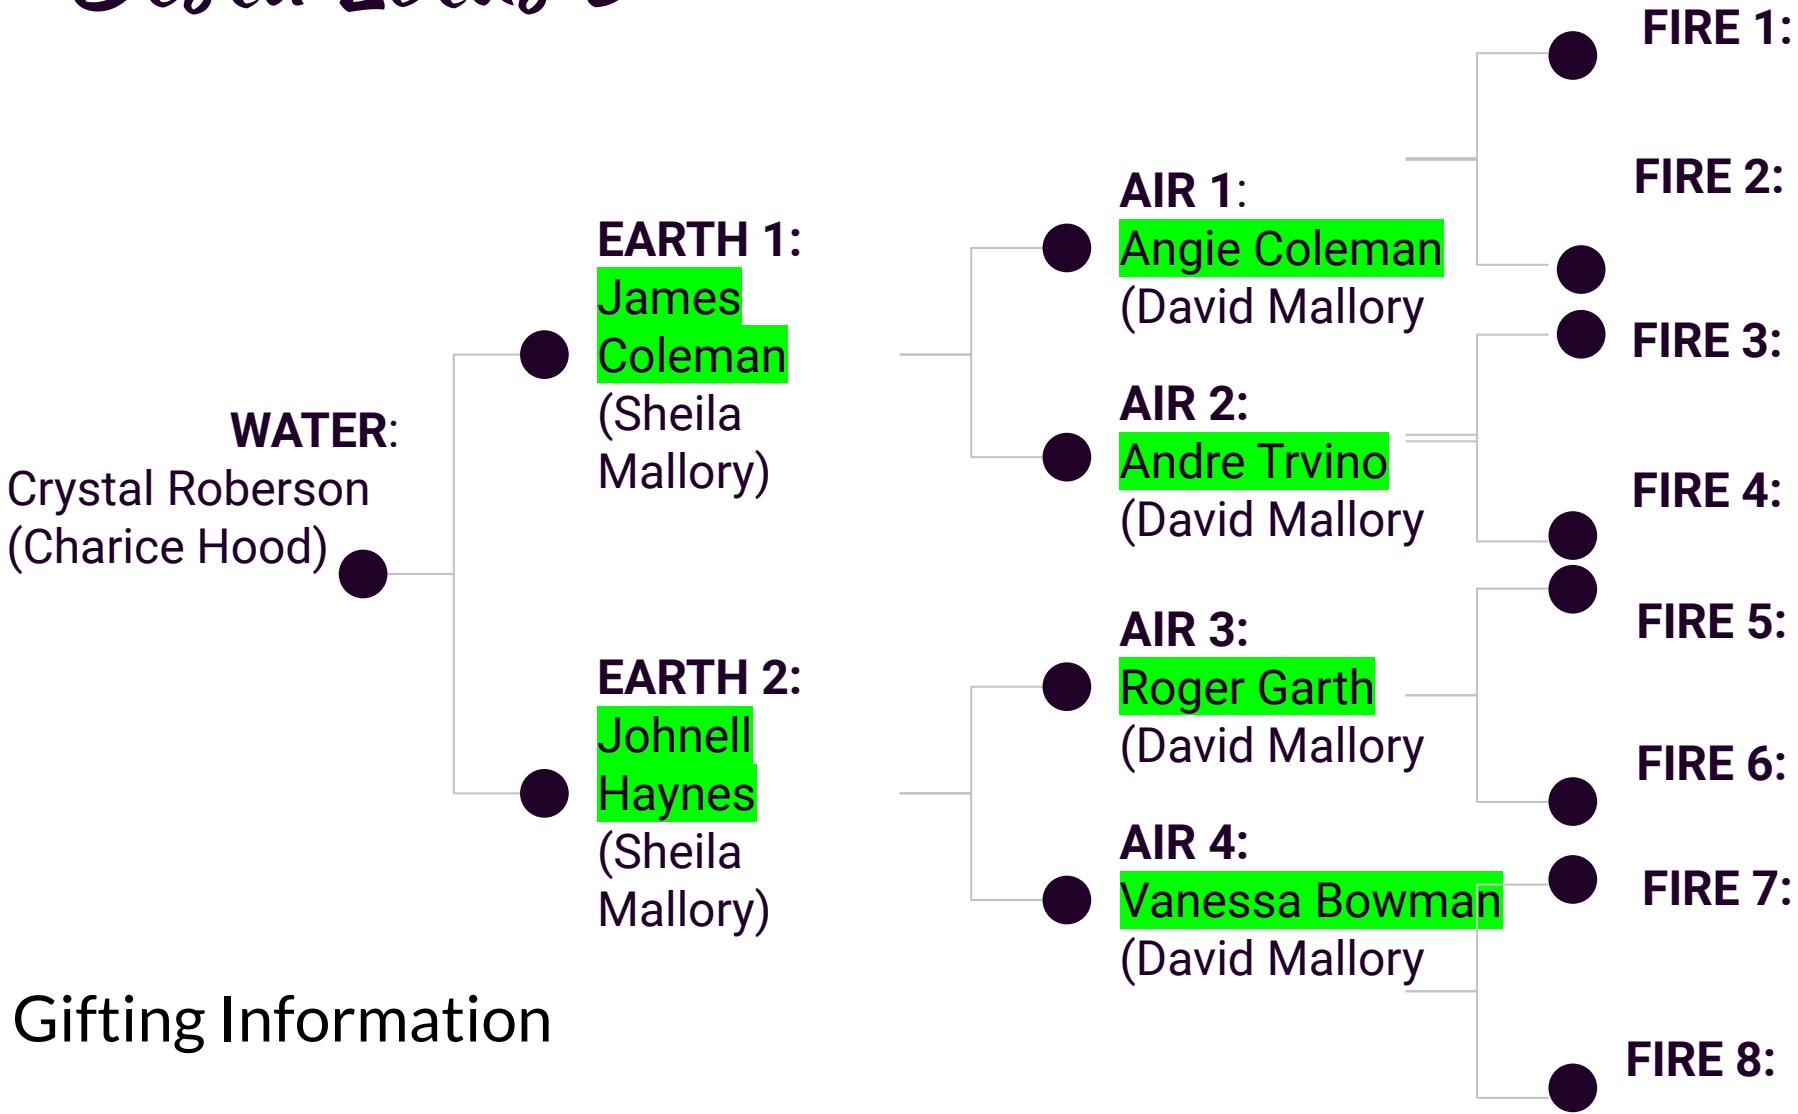 WATER:
Crystal Roberson
(Charice Hood)
EARTH 1:
James
Coleman
(Sheila
Mallory)
EARTH 2:
Johnell
Haynes
(Sheila
Mallory)
AIR 1:
Angie Coleman
(David Mallory
AIR 2:
Andre Trvino
(David Mallory
AIR 3:
Roger Garth
(David Mallory
AIR 4:
Vanessa Bowman
(David Mallory
FIRE 1:
FIRE 2:
FIRE 3:
FIRE 4:
FIRE 5:
FIRE 6:
FIRE 7:
FIRE 8:
Gifting Information